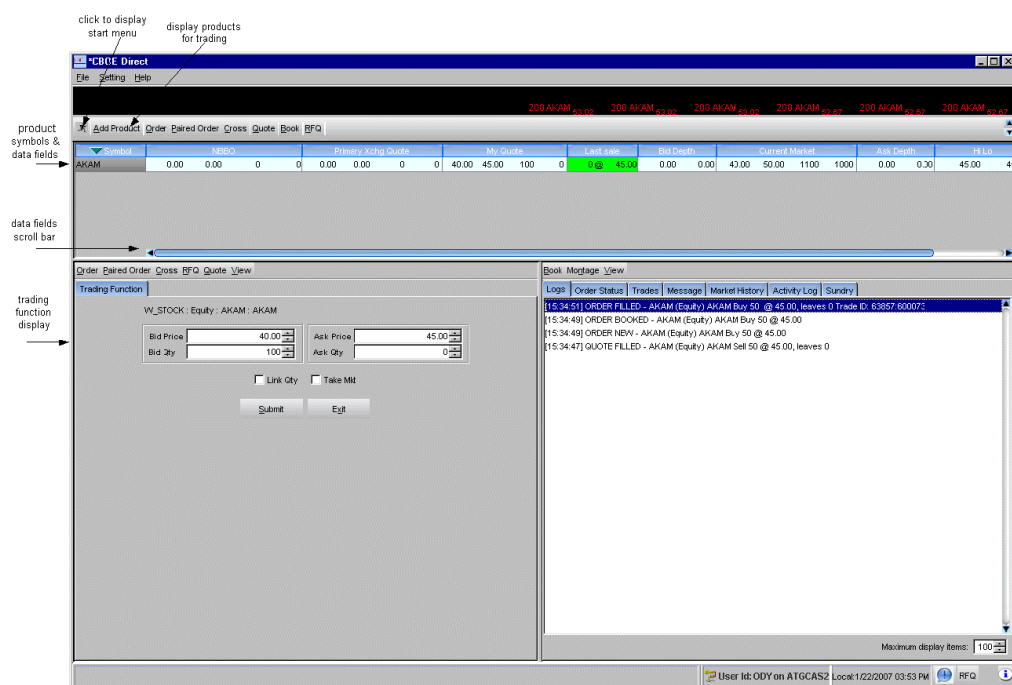 click to display
start menu
display products
for trading
*CBOE Direct
File Setting Help
200 AKAM 53.02 200 AKAM 53.02 200 AKAM 53.02 200 AKAM 52.67 200 AKAM 52.67 200 AKAM 52.67
Add Product Order Paired Order Cross Quote Book RFQ
product
symbols &
data fields
Symbol NBBO Primary Xchg Quote My Quote Last sale Bid Depth Current Market Ask Depth Hi Lo
AKAM 0.00 0.00 0 0 0.00 0.00 0 0 40.00 45.00 100 0 0@ 45.00 0.00 0.00 40.00 50.00 1100 1000 0.00 0.00 45.00
data fields
scroll bar
Order Paired Order Cross RFQ Quote View
Book Montage View
Trading Function
Logs Order Status Trades Message Market History Activity Log Sundry
trading
function
display
W_STOCK : Equity : AKAM : AKAM
Bid Price 40.00 Ask Price 45.00
Bid Qty 100 Ask Qty 0
Link Qty Take Mkt
Submit Exit
[15:34:51] ORDER FILLED - AKAM (Equity) AKAM Buy 50 @ 45.00, leaves 0 Trade ID: 63857:600073
[15:34:49] ORDER BOOKED - AKAM (Equity) AKAM Buy 50 @ 45.00
[15:34:49] ORDER NEW - AKAM (Equity) AKAM Buy 50 @ 45.00
[15:34:47] QUOTE FILLED - AKAM (Equity) AKAM Sell 50 @ 45.00, leaves 0
Maximum display items: 100
User Id: ODY on ATGCAS2 Local:1/22/2007 03:53 PM RFQ